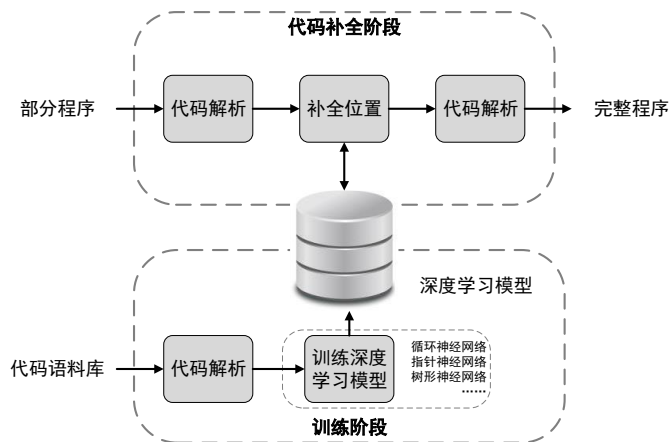 代码补全阶段
部分程序
代码解析
补全位置
代码解析
完整程序
深度学习模型
代码语料库
代码解析
训练深度
学习模型
循环神经网络
指针神经网络
树形神经网络
......
训练阶段